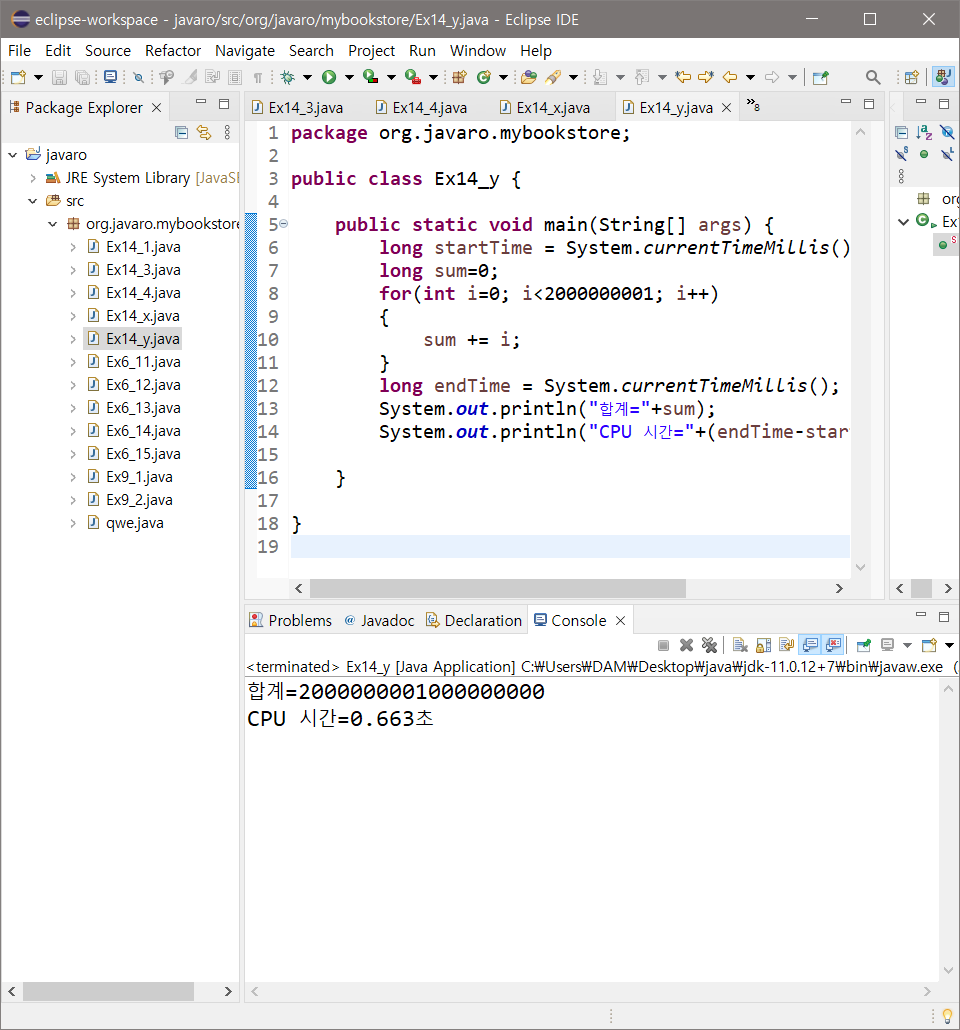 eclipse-workspace - javaro/src/org/javaro/mybookstore/Ex14_y.java - Eclipse IDE
File Edit Source Refactor Navigate Search Project Run Window Help
Package Explorer
javaro
JRE System Library [JavaSE
src
org.javaro.mybookstore
Ex14_1.java
Ex14_3.java
Ex14_4.java
Ex14_x.java
Ex14_y.java
Ex6_11.java
Ex6_12.java
Ex6_13.java
Ex6_14.java
Ex6_15.java
Ex9_1.java
Ex9_2.java
qwe.java
Ex14_3.java Ex14_4.java Ex14_x.java Ex14_y.java »8
1 package org.javaro.mybookstore;
2
3 public class Ex14_y {
4
5 public static void main(String[] args) {
6 long startTime = System.currentTimeMillis()
7 long sum=0;
8 for(int i=0; i<2000000001; i++)
9 {
10 sum += i;
11 }
12 long endTime = System.currentTimeMillis();
13 System.out.println("합계="+sum);
14 System.out.println("CPU 시간="+(endTime-star
15
16 }
17
18 }
19
org
Ex
Problems @ Javadoc Declaration Console
<terminated> Ex14_y [Java Application] C:₩Users₩DAM₩Desktop₩java₩jdk-11.0.12+7₩bin₩javaw.exe (
합계=2000000001000000000
CPU 시간=0.663초